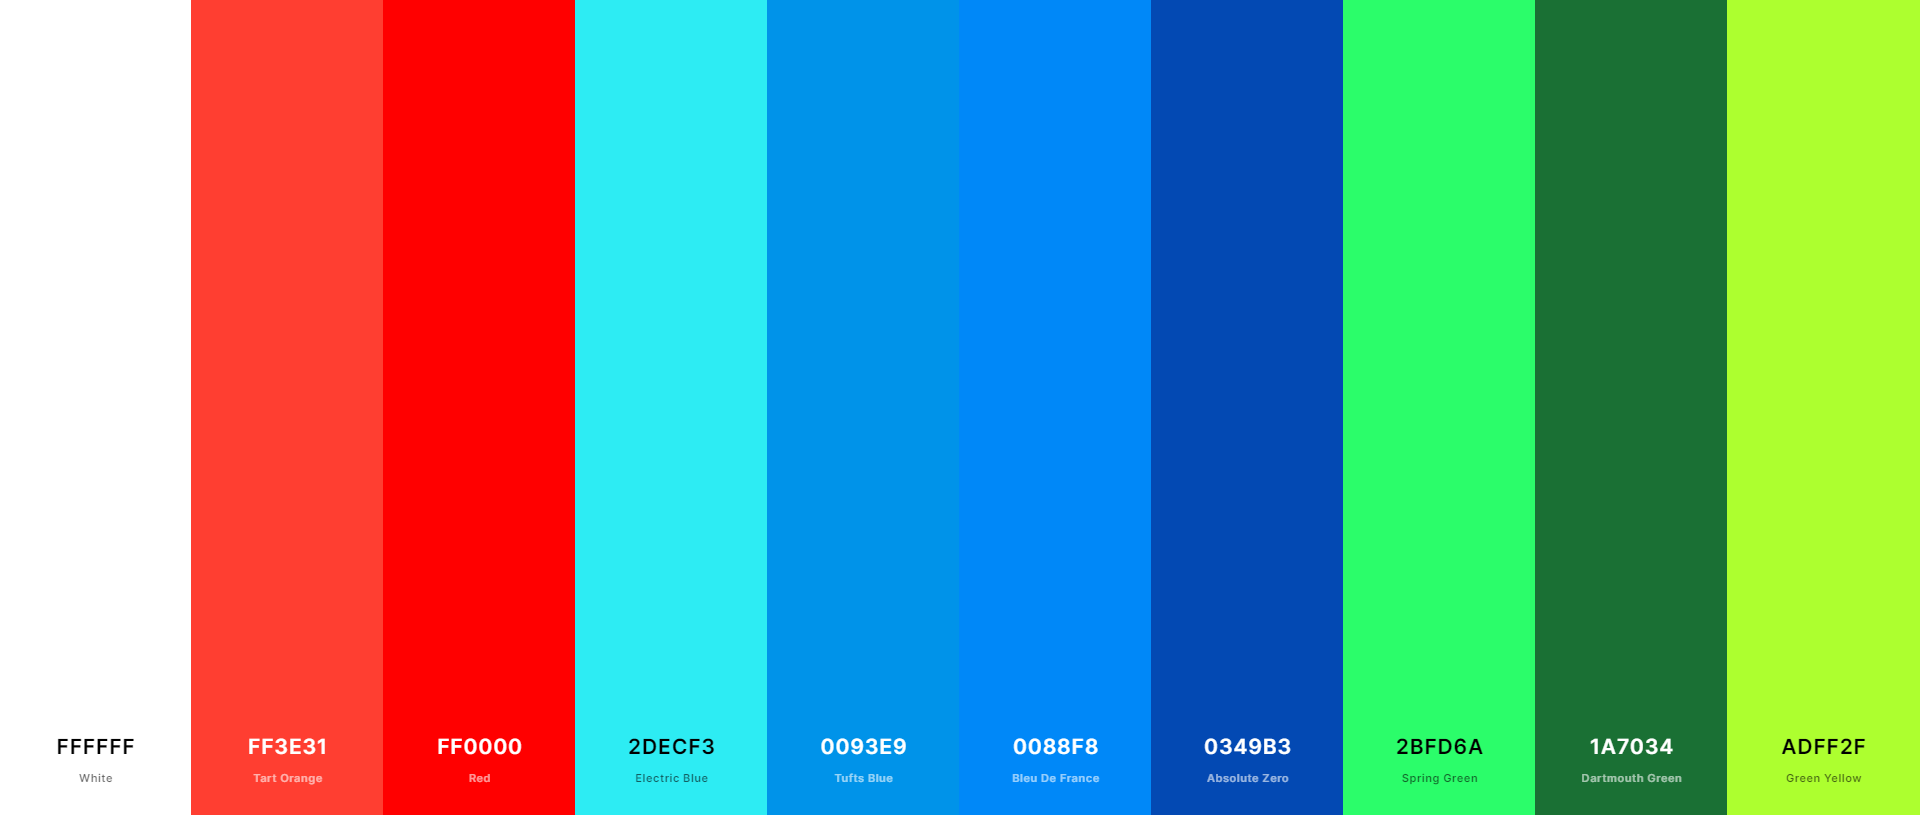 FFFFFF
White
FF3E31
Tart Orange
FF0000
Red
2DECF3
Electric Blue
0093E9
Tufts Blue
0088F8
Bleu De France
0349B3
Absolute Zero
2BFD6A
Spring Green
1A7034
Dartmouth Green
ADFF2F
Green Yellow